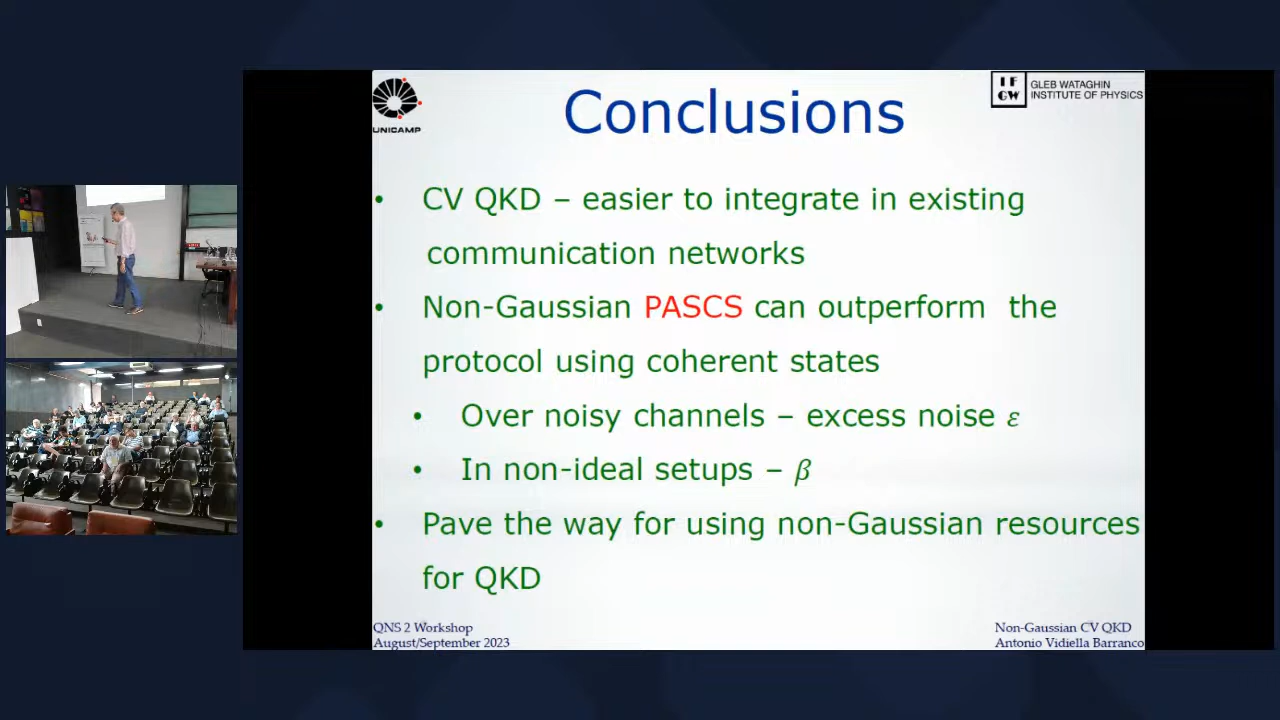 UNICAMP
Conclusions
I F
GW
GLEB WATAGHIN
INSTITUTE OF PHYSICS
• CV QKD – easier to integrate in existing
communication networks
• Non-Gaussian PASCS can outperform the
protocol using coherent states
• Over noisy channels – excess noise ε
• In non-ideal setups – β
• Pave the way for using non-Gaussian resources
for QKD
QNS 2 Workshop
August/September 2023
Non-Gaussian CV QKD
Antonio Vidiella Barranco